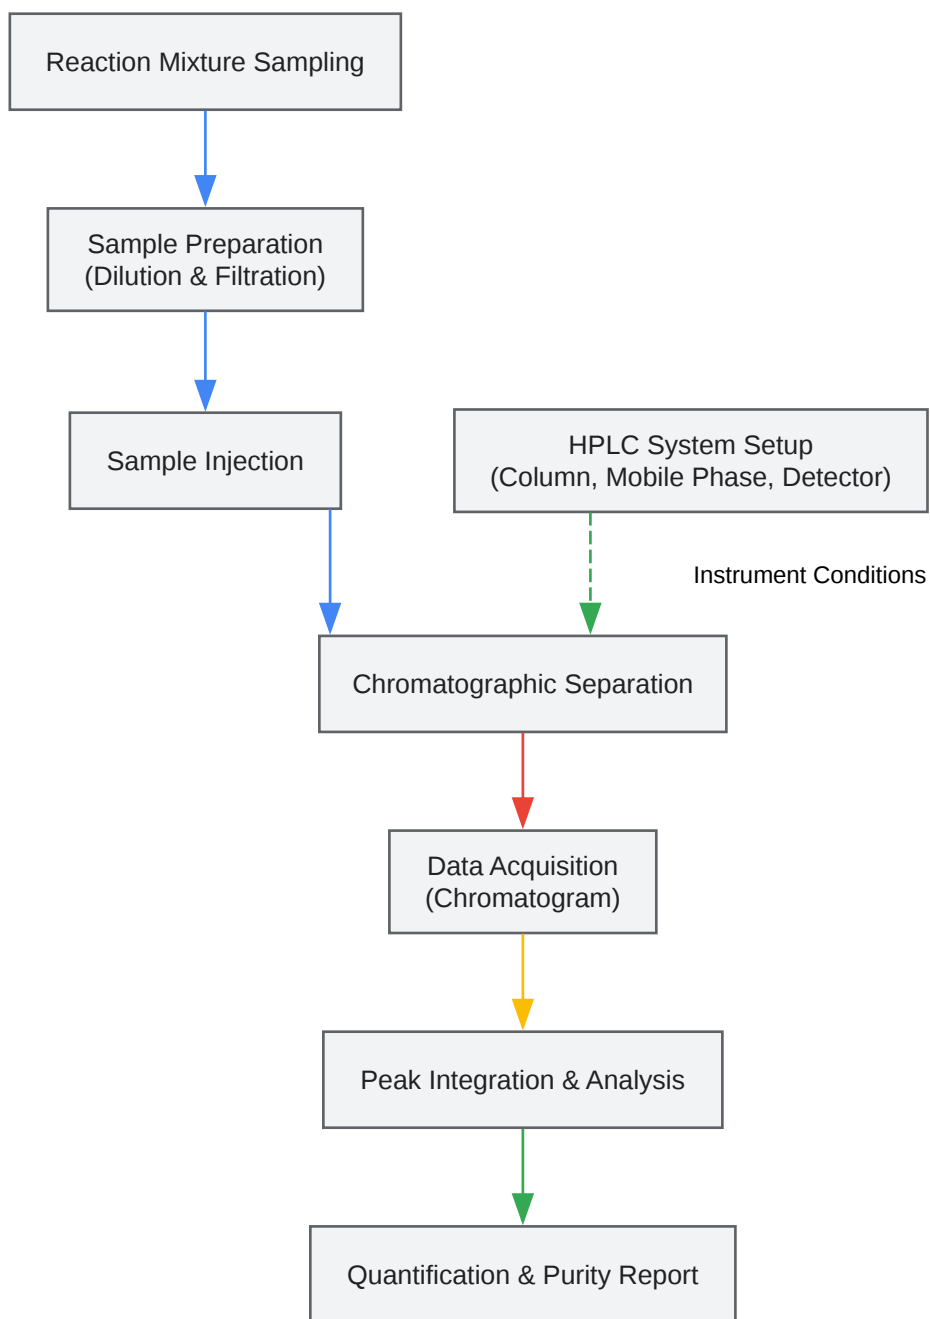 Reaction Mixture Sampling
Sample Preparation
(Dilution & Filtration)
Sample Injection
HPLC System Setup
(Column, Mobile Phase, Detector)
Instrument Conditions
Chromatographic Separation
Data Acquisition
(Chromatogram)
Peak Integration & Analysis
Quantification & Purity Report